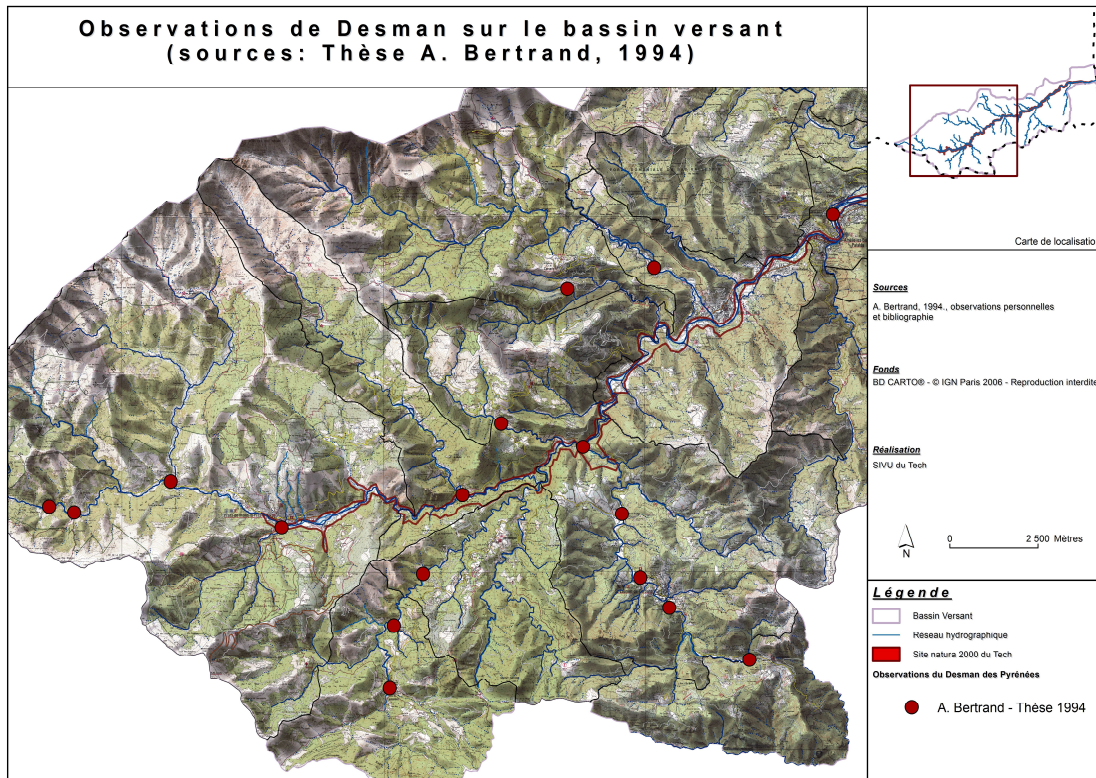 Observations de Desman sur le bassin versant
(sources: Thèse A. Bertrand, 1994)
Carte de localisation
Sources
A. Bertrand, 1994., observations personnelles
et bibliographie
Fonds
BD CARTO® - © IGN Paris 2006 - Reproduction interdite
Réalisation
SIVU du Tech
N
0 2 500 Mètres
Légende
Bassin Versant
Reseau hydrographique
Site natura 2000 du Tech
Observations du Desman des Pyrénées
A. Bertrand - Thèse 1994